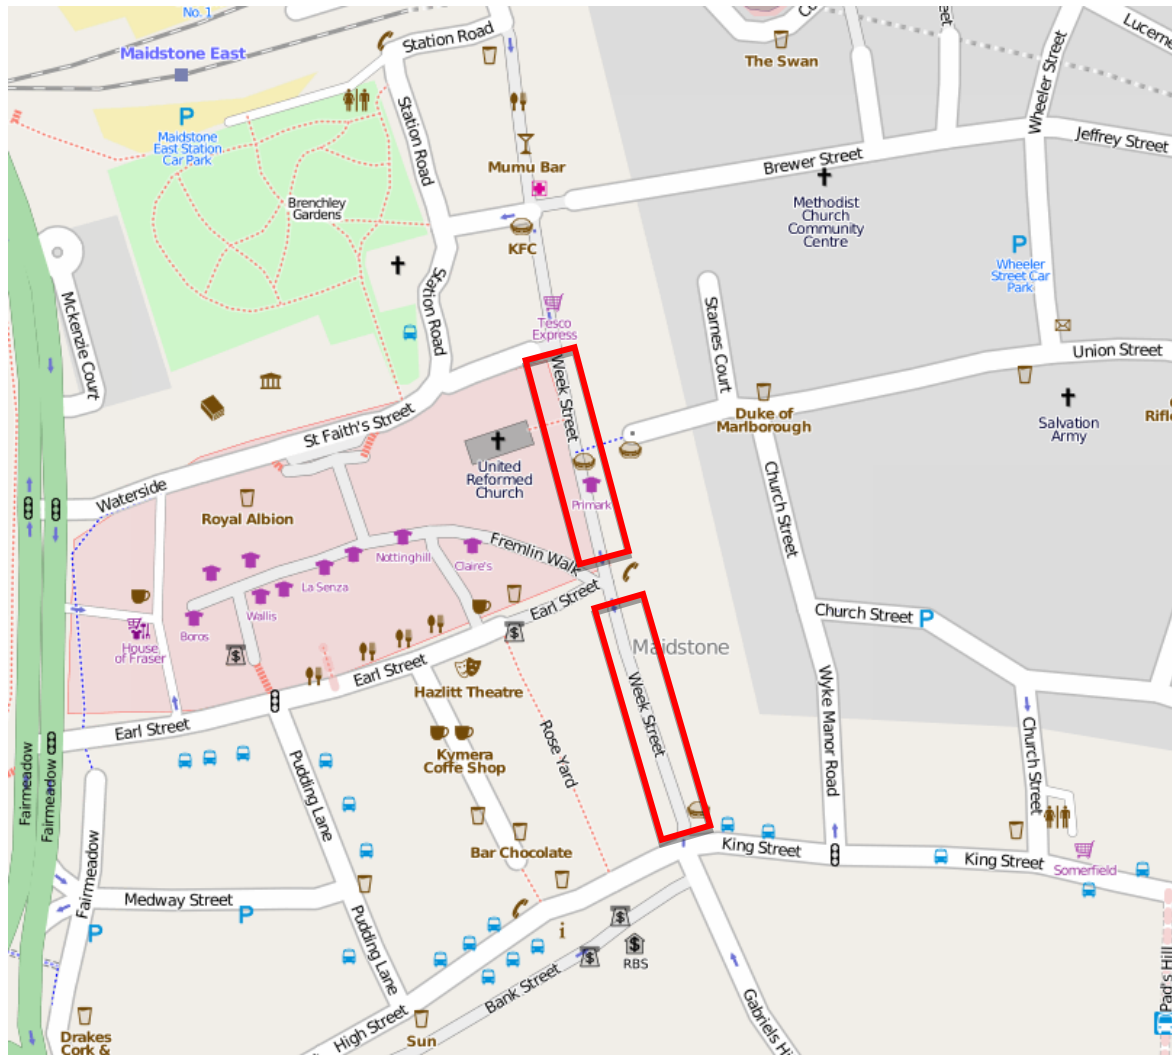 No. 1
Maidstone East
Station Road
The Swan
Street
Wheeler Street
Lucerne
P
Maidstone
East Station
Car Park
Station Road
Mumu Bar
Brewer Street
Jeffrey Street
Brenchley
Gardens
KFC
Methodist
Church
Community
Centre
P
Wheeler
Street Car
Park
Mckenzie Court
Station Road
Tesco
Express
Starnes Court
Union Street
Week Street
Duke of
Marlborough
Salvation
Army
Rifle
St Faith's Street
United
Reformed
Church
Waterside
Royal Albion
Primark
Church Street
Nottinghill
Claire's
Fremlin Walk
La Senza
Wallis
Boros
Earl Street
House
of Fraser
Church Street
P
Maidstone
Earl Street
Hazlitt Theatre
Week Street
Wyke Manor Road
Church Street
Earl Street
Fairmeadow
Fairmeadow
Kymera
Coffe Shop
Rose Yard
Pudding Lane
Bar Chocolate
King Street
King Street
Somerfield
Fairmeadow
Medway Street
P
P
Pudding Lane
i
$
$
$
$
$
RBS
Bank Street
Pad's Hill
Gabriels Hi
High Street
Sun
Drakes
Cork &